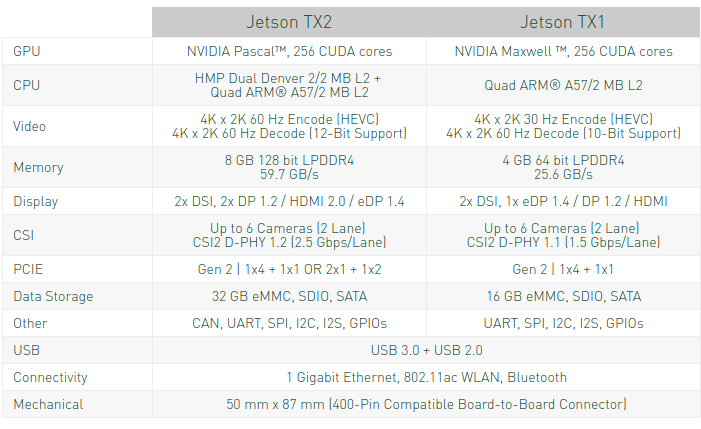 Jetson TX2 Jetson TX1
GPU NVIDIA Pascal™, 256 CUDA cores NVIDIA Maxwell ™, 256 CUDA cores
CPU HMP Dual Denver 2/2 MB L2 +
Quad ARM® A57/2 MB L2 Quad ARM® A57/2 MB L2
Video 4K x 2K 60 Hz Encode (HEVC)
4K x 2K 60 Hz Decode (12-Bit Support) 4K x 2K 30 Hz Encode (HEVC)
4K x 2K 60 Hz Decode (10-Bit Support)
Memory 8 GB 128 bit LPDDR4
59.7 GB/s 4 GB 64 bit LPDDR4
25.6 GB/s
Display 2x DSI, 2x DP 1.2 / HDMI 2.0 / eDP 1.4 2x DSI, 1x eDP 1.4 / DP 1.2 / HDMI
CSI Up to 6 Cameras (2 Lane)
CSI2 D-PHY 1.2 (2.5 Gbps/Lane) Up to 6 Cameras (2 Lane)
CSI2 D-PHY 1.1 (1.5 Gbps/Lane)
PCIE Gen 2 | 1x4 + 1x1 OR 2x1 + 1x2 Gen 2 | 1x4 + 1x1
Data Storage 32 GB eMMC, SDIO, SATA 16 GB eMMC, SDIO, SATA
Other CAN, UART, SPI, I2C, I2S, GPIOs UART, SPI, I2C, I2S, GPIOs
USB USB 3.0 + USB 2.0
Connectivity 1 Gigabit Ethernet, 802.11ac WLAN, Bluetooth
Mechanical 50 mm x 87 mm (400-Pin Compatible Board-to-Board Connector)